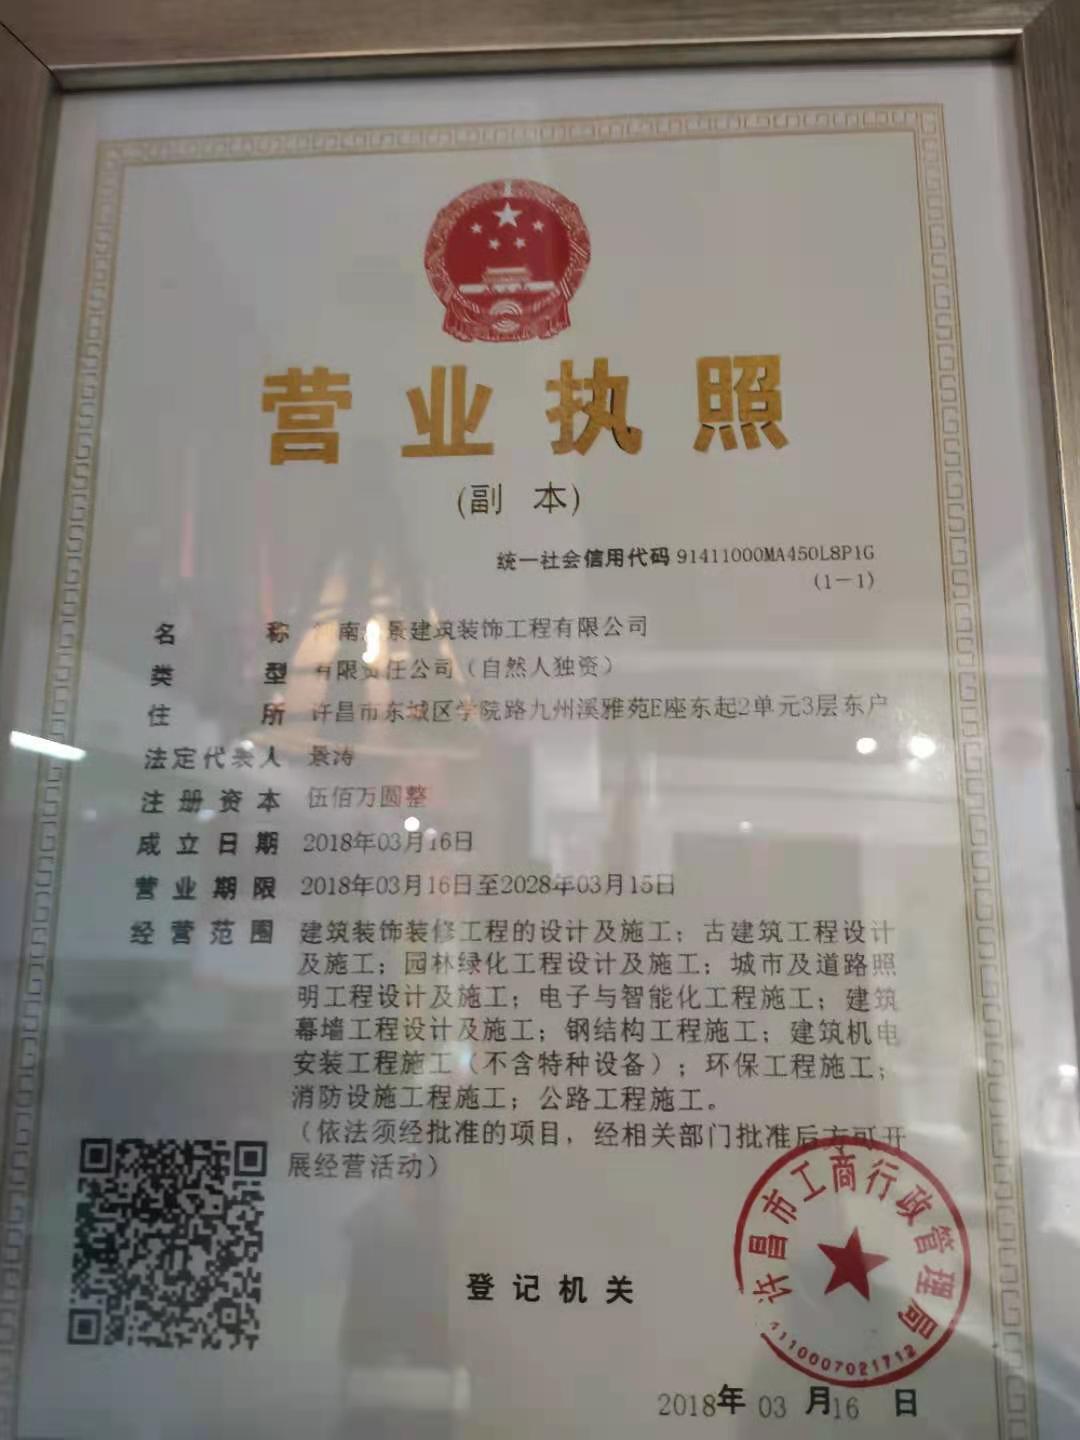 营业执照
(副 本)
统一社会信用代码 91411000MA450L8P1G
(1-1)
名 称 河南 景建筑装饰工程有限公司
类 型 有限责任公司（自然人独资）
住 所 许昌市东城区学院路九州溪雅苑E座东起2单元3层东户
法定代表人 景涛
注册资本 伍佰万圆整
成立日期 2018年03月16日
营业期限 2018年03月16日至2028年03月15日
经营范围 建筑装饰装修工程的设计及施工；古建筑工程设计
及施工；园林绿化工程设计及施工；城市及道路照
明工程设计及施工；电子与智能化工程施工；建筑
幕墙工程设计及施工；钢结构工程施工；建筑机电
安装工程施工（不含特种设备）；环保工程施工；
消防设施工程施工；公路工程施工。
（依法须经批准的项目，经相关部门批准后方可开
展经营活动）
许昌市工商行政管理局
4110007021712
登记机关
2018年 03 月16 日